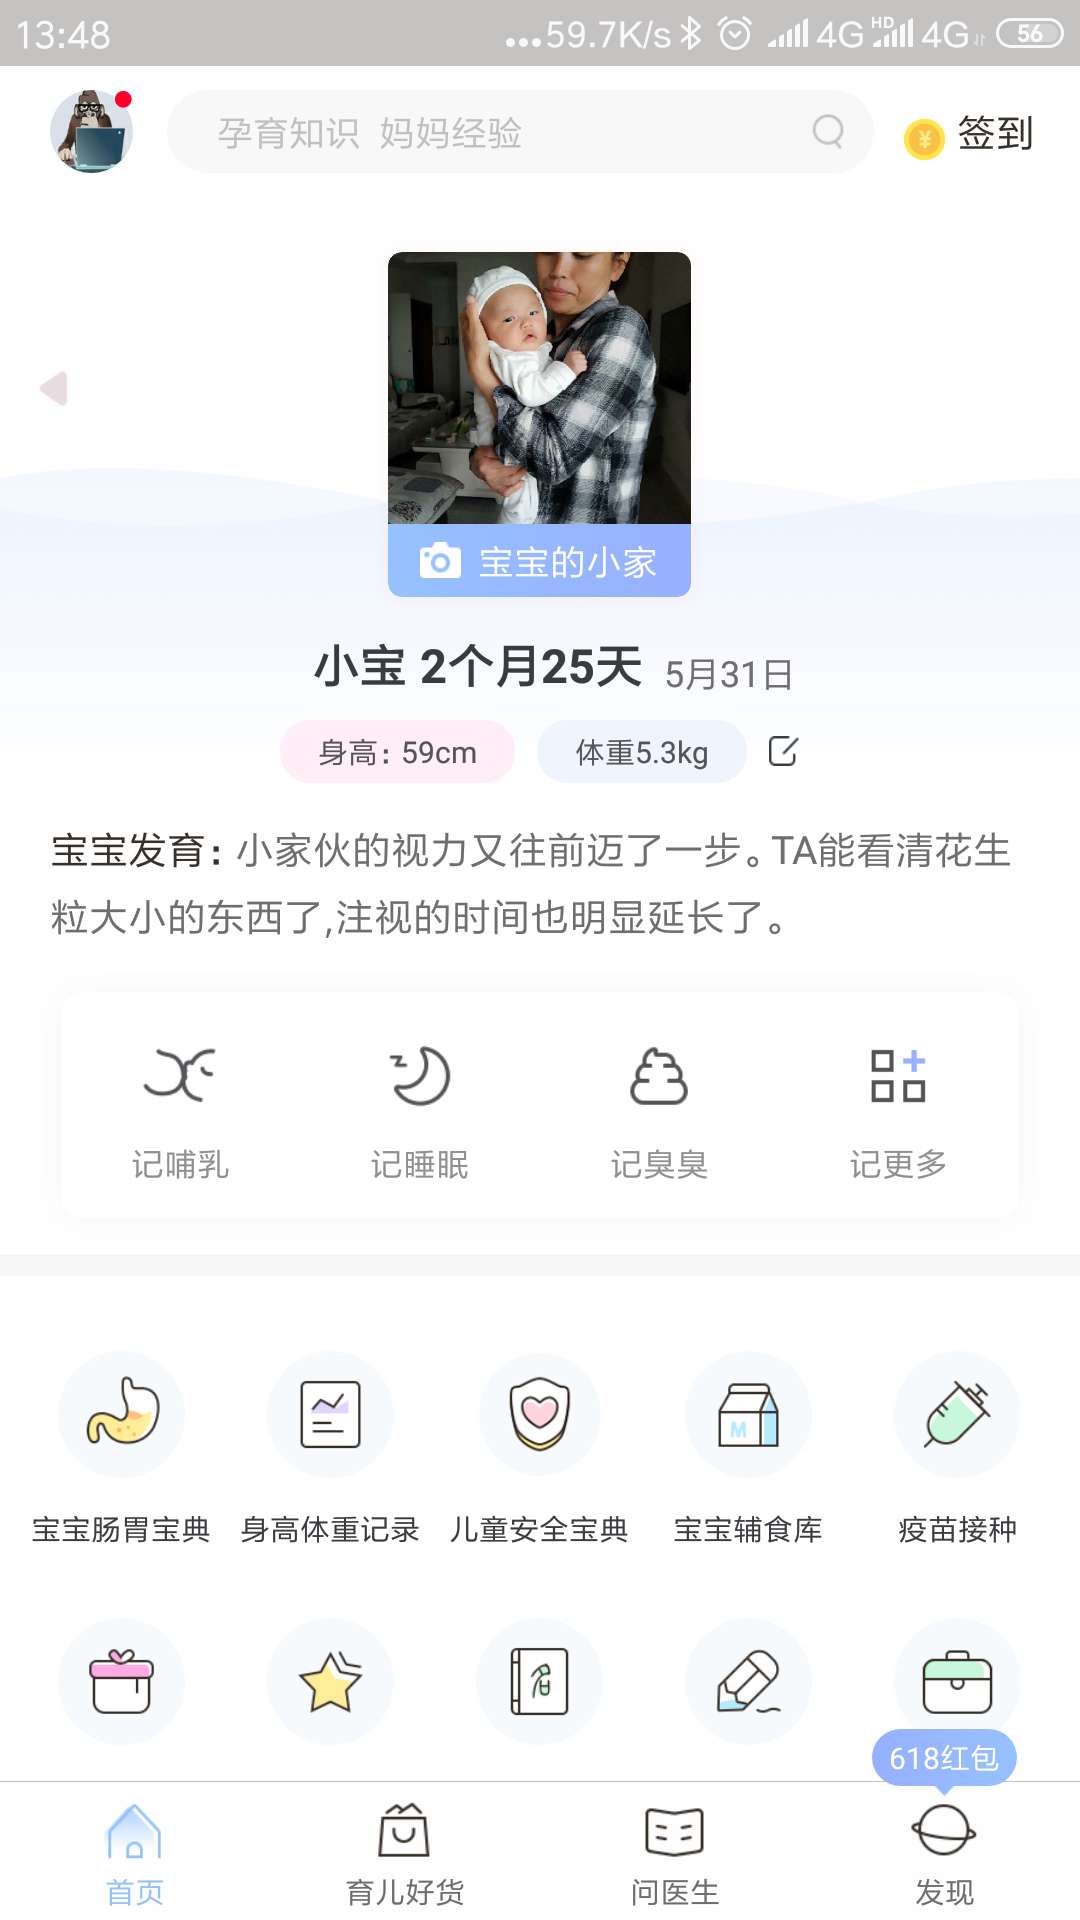 13:48
...59.7K/s 4G HD 4G 56
孕育知识 妈妈经验
¥ 签到
宝宝的小家
小宝 2个月25天 5月31日
身高：59cm 体重5.3kg
宝宝发育：小家伙的视力又往前迈了一步。TA能看清花生
粒大小的东西了,注视的时间也明显延长了。
记哺乳 记睡眠 记臭臭 记更多
M
宝宝肠胃宝典 身高体重记录 儿童安全宝典 宝宝辅食库 疫苗接种
618红包
首页 育儿好货 问医生 发现